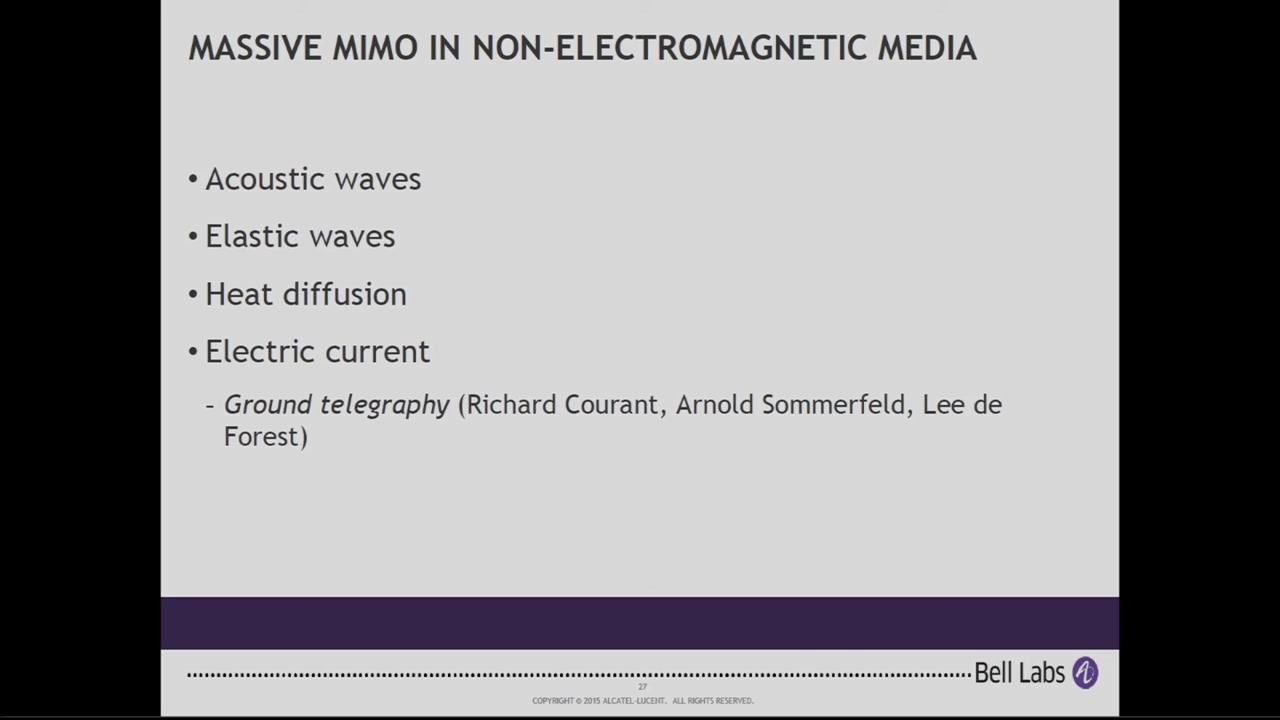 MASSIVE MIMO IN NON-ELECTROMAGNETIC MEDIA
• Acoustic waves
• Elastic waves
• Heat diffusion
• Electric current
– Ground telegraphy (Richard Courant, Arnold Sommerfeld, Lee de
Forest)
Bell Labs
27
COPYRIGHT © 2015 ALCATEL-LUCENT. ALL RIGHTS RESERVED.